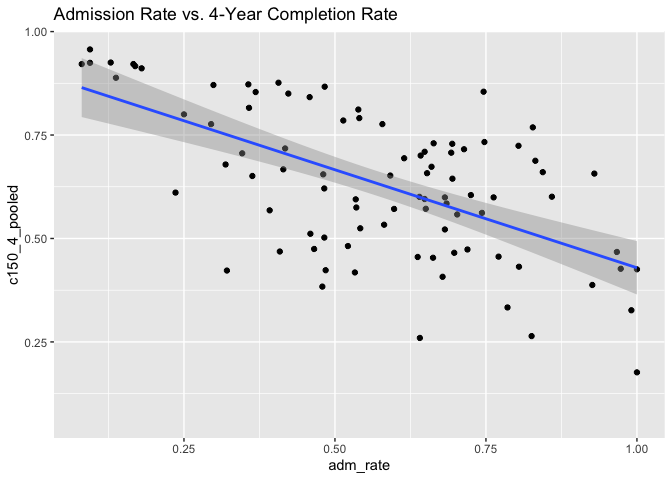 Admission Rate vs. 4-Year Completion Rate
1.00
0.75
0.50
0.25
c150_4_pooled
0.25 0.50 0.75 1.00
adm_rate